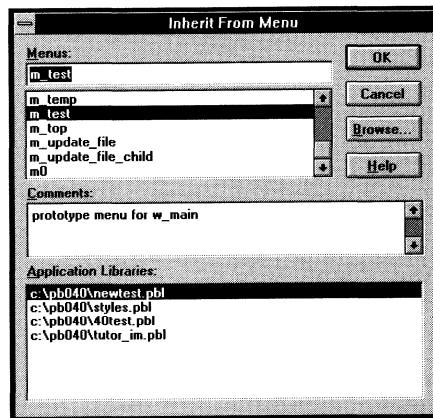 Inherit From Menu
Menus:
m_test
m_temp
m_test
m_top
m_update_file
m_update_file_child
m0
OK
Cancel
Browse...
Help
Comments:
prototype menu for w_main
Application Libraries:
c:\pb040\newtest.pbl
c:\pb040\styles.pbl
c:\pb040\40test.pbl
c:\pb040\tutor_im.pbl